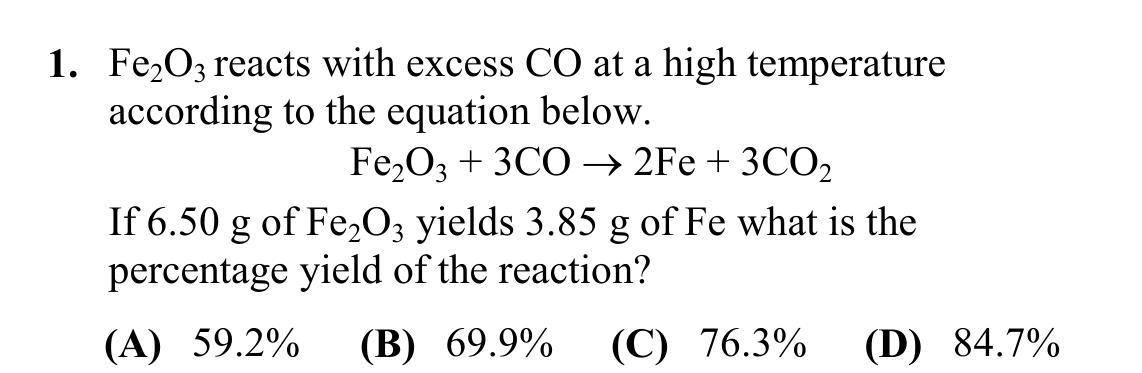 1. Fe₂O₃ reacts with excess CO at a high temperature
according to the equation below.
Fe₂O₃ + 3CO → 2Fe + 3CO₂
If 6.50 g of Fe₂O₃ yields 3.85 g of Fe what is the
percentage yield of the reaction?
(A) 59.2% (B) 69.9% (C) 76.3% (D) 84.7%